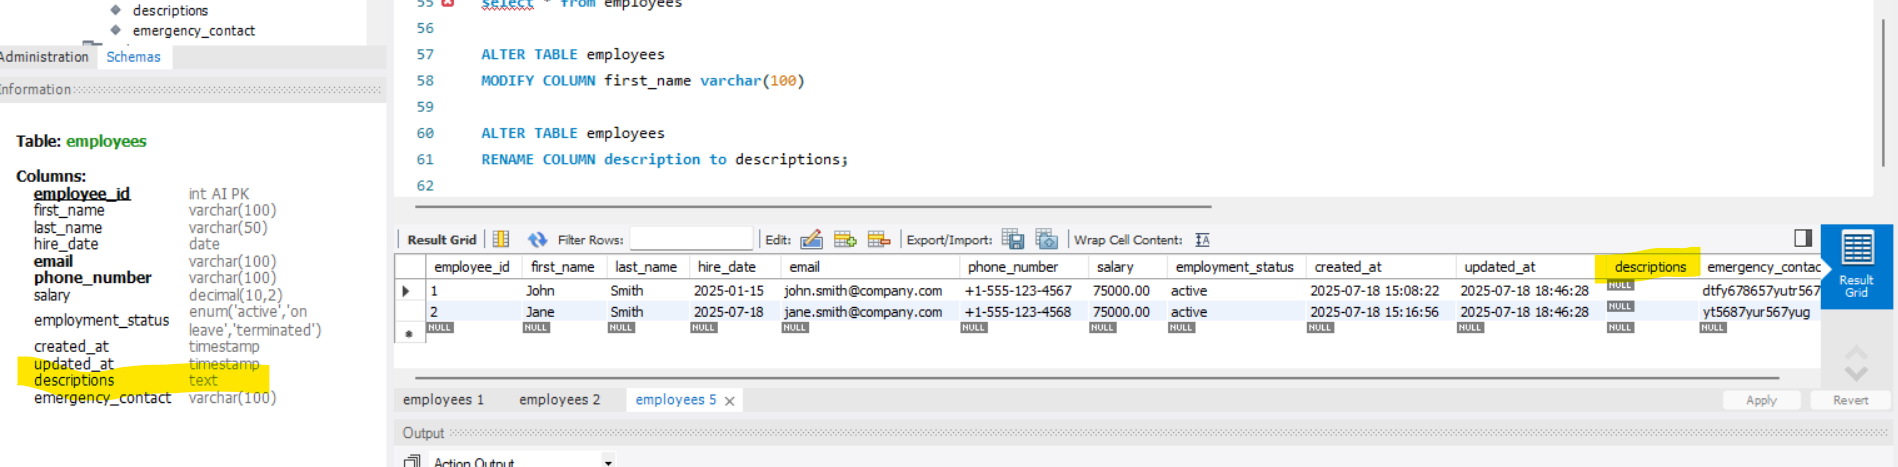 descriptions
emergency_contact
Administration Schemas
Information
Table: employees
Columns:
employee_id int AI PK
first_name varchar(100)
last_name varchar(50)
hire_date date
email varchar(100)
phone_number varchar(100)
salary decimal(10,2)
employment_status enum('active','on
leave','terminated')
created_at timestamp
updated_at timestamp
descriptions text
emergency_contact varchar(100)
55 select * from employees
56
57 ALTER TABLE employees
58 MODIFY COLUMN first_name varchar(100)
59
60 ALTER TABLE employees
61 RENAME COLUMN description to descriptions;
62
Result Grid Filter Rows: Edit: Export/Import: Wrap Cell Content: IA
employee_id first_name last_name hire_date email phone_number salary employment_status created_at updated_at descriptions emergency_contac
1 John Smith 2025-01-15 john.smith@company.com +1-555-123-4567 75000.00 active 2025-07-18 15:08:22 2025-07-18 18:46:28 NULL dtfy678657yutr567
2 Jane Smith 2025-07-18 jane.smith@company.com +1-555-123-4568 75000.00 active 2025-07-18 15:16:56 2025-07-18 18:46:28 NULL yt5687yur567yug
NULL NULL NULL NULL NULL NULL NULL NULL NULL NULL NULL NULL
Result
Grid
employees 1 employees 2 employees 5
Apply Revert
Output
Action Output